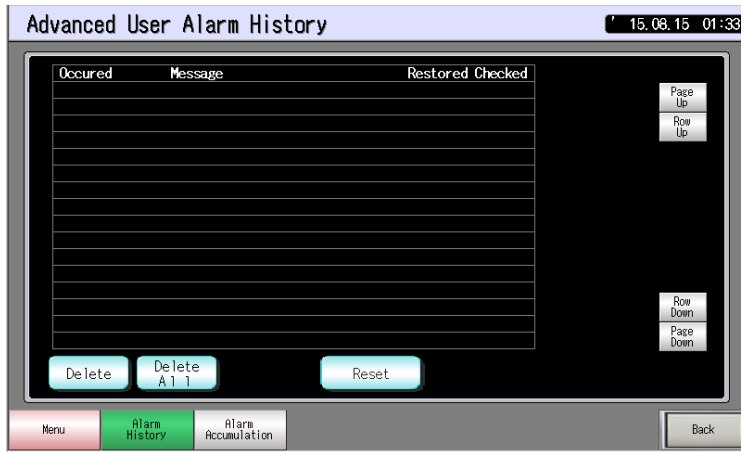 Advanced User Alarm History
' 15.08.15 01:33
Occured Message Restored Checked
Page
Up
Row
Up
Row
Down
Page
Down
Delete
Delete
All
Reset
Menu
Alarm
History
Alarm
Accumulation
Back